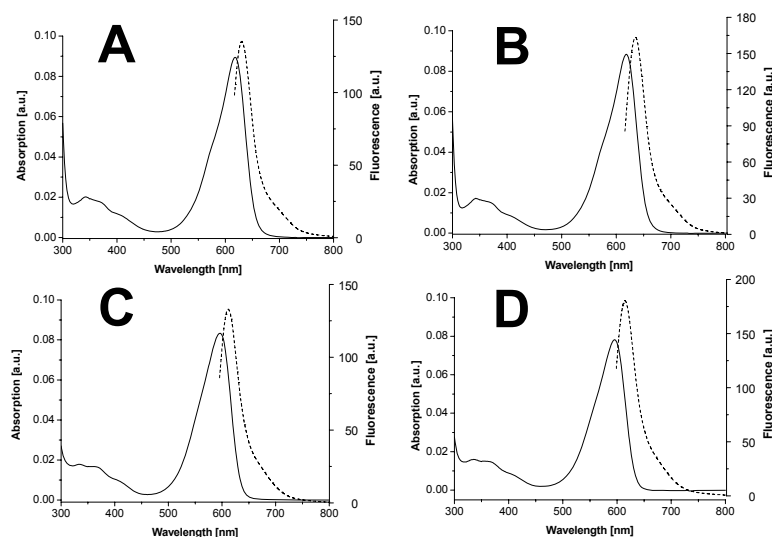 A
Absorption [a.u.]
0.10
0.08
0.06
0.04
0.02
0.00
300 400 500 600 700 800
Wavelength [nm]
150
100
50
0
Fluorescence [a.u.]
B
Absorption [a.u.]
0.10
0.08
0.06
0.04
0.02
0.00
300 400 500 600 700 800
Wavelength [nm]
180
150
120
90
60
30
0
Fluorescence [a.u.]
C
Absorption [a.u.]
0.10
0.08
0.06
0.04
0.02
0.00
300 400 500 600 700 800
Wavelength [nm]
150
100
50
0
Fluorescence [a.u.]
D
Absorption [a.u.]
0.10
0.08
0.06
0.04
0.02
0.00
300 400 500 600 700 800
Wavelength [nm]
200
150
100
50
0
Fluorescence [a.u.]